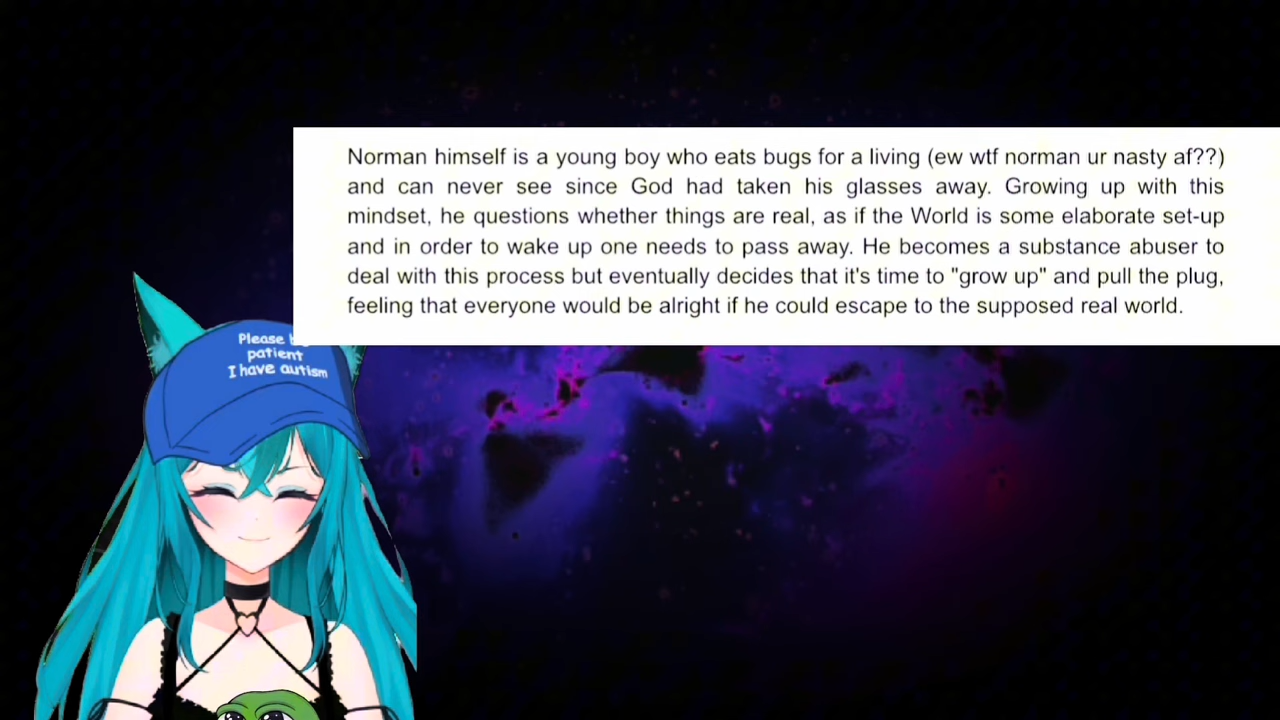 Norman himself is a young boy who eats bugs for a living (ew wtf norman ur nasty af??)
and can never see since God had taken his glasses away. Growing up with this
mindset, he questions whether things are real, as if the World is some elaborate set-up
and in order to wake up one needs to pass away. He becomes a substance abuser to
deal with this process but eventually decides that it's time to "grow up" and pull the plug,
feeling that everyone would be alright if he could escape to the supposed real world.
Please
patient
I have autism